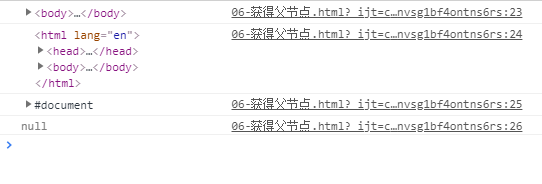 <body>…</body> 06-获得父节点.html?_ijt=c…nvsg1bf4ontns6rs:23
<html lang="en"> 06-获得父节点.html?_ijt=c…nvsg1bf4ontns6rs:24
<head>…</head>
<body>…</body>
</html>
#document 06-获得父节点.html?_ijt=c…nvsg1bf4ontns6rs:25
null 06-获得父节点.html?_ijt=c…nvsg1bf4ontns6rs:26